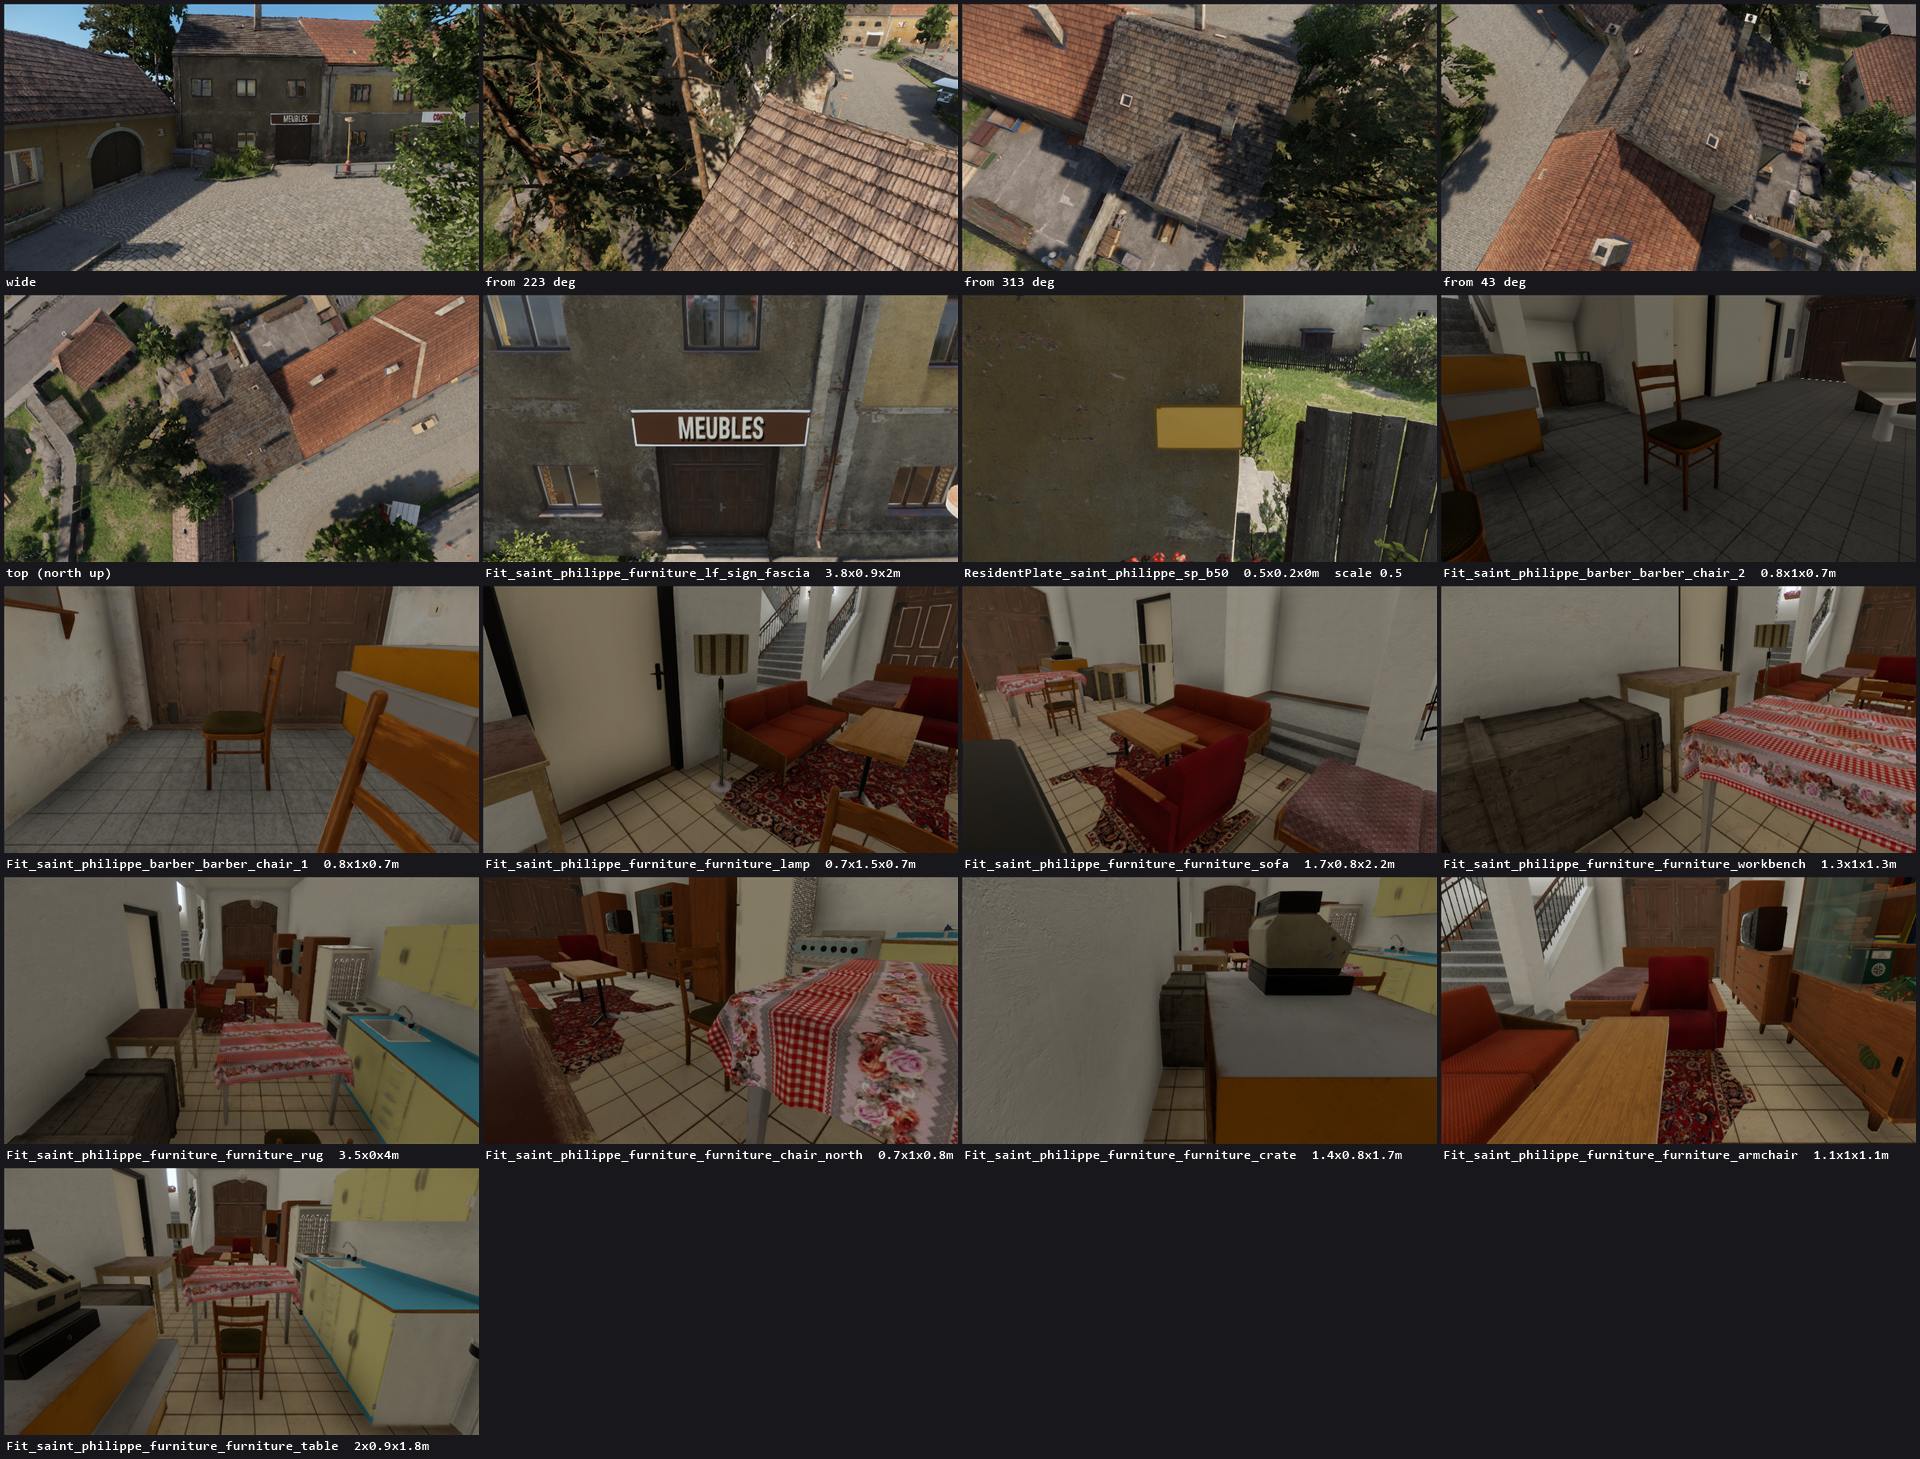 MEUBLES
wide
from 223 deg
from 313 deg
from 43 deg
MEUBLES
top (north up)
Fit_saint_philippe_furniture_lf_sign_fascia 3.8x0.9x2m
ResidentPlate_saint_philippe_sp_b50 0.5x0.2x0m scale 0.5
Fit_saint_philippe_barber_barber_chair_2 0.8x1x0.7m
Fit_saint_philippe_barber_barber_chair_1 0.8x1x0.7m
Fit_saint_philippe_furniture_furniture_lamp 0.7x1.5x0.7m
Fit_saint_philippe_furniture_furniture_sofa 1.7x0.8x2.2m
Fit_saint_philippe_furniture_furniture_workbench 1.3x1x1.3m
Fit_saint_philippe_furniture_furniture_rug 3.5x0x4m
Fit_saint_philippe_furniture_furniture_chair_north 0.7x1x0.8m
Fit_saint_philippe_furniture_furniture_crate 1.4x0.8x1.7m
Fit_saint_philippe_furniture_furniture_armchair 1.1x1x1.1m
Fit_saint_philippe_furniture_furniture_table 2x0.9x1.8m